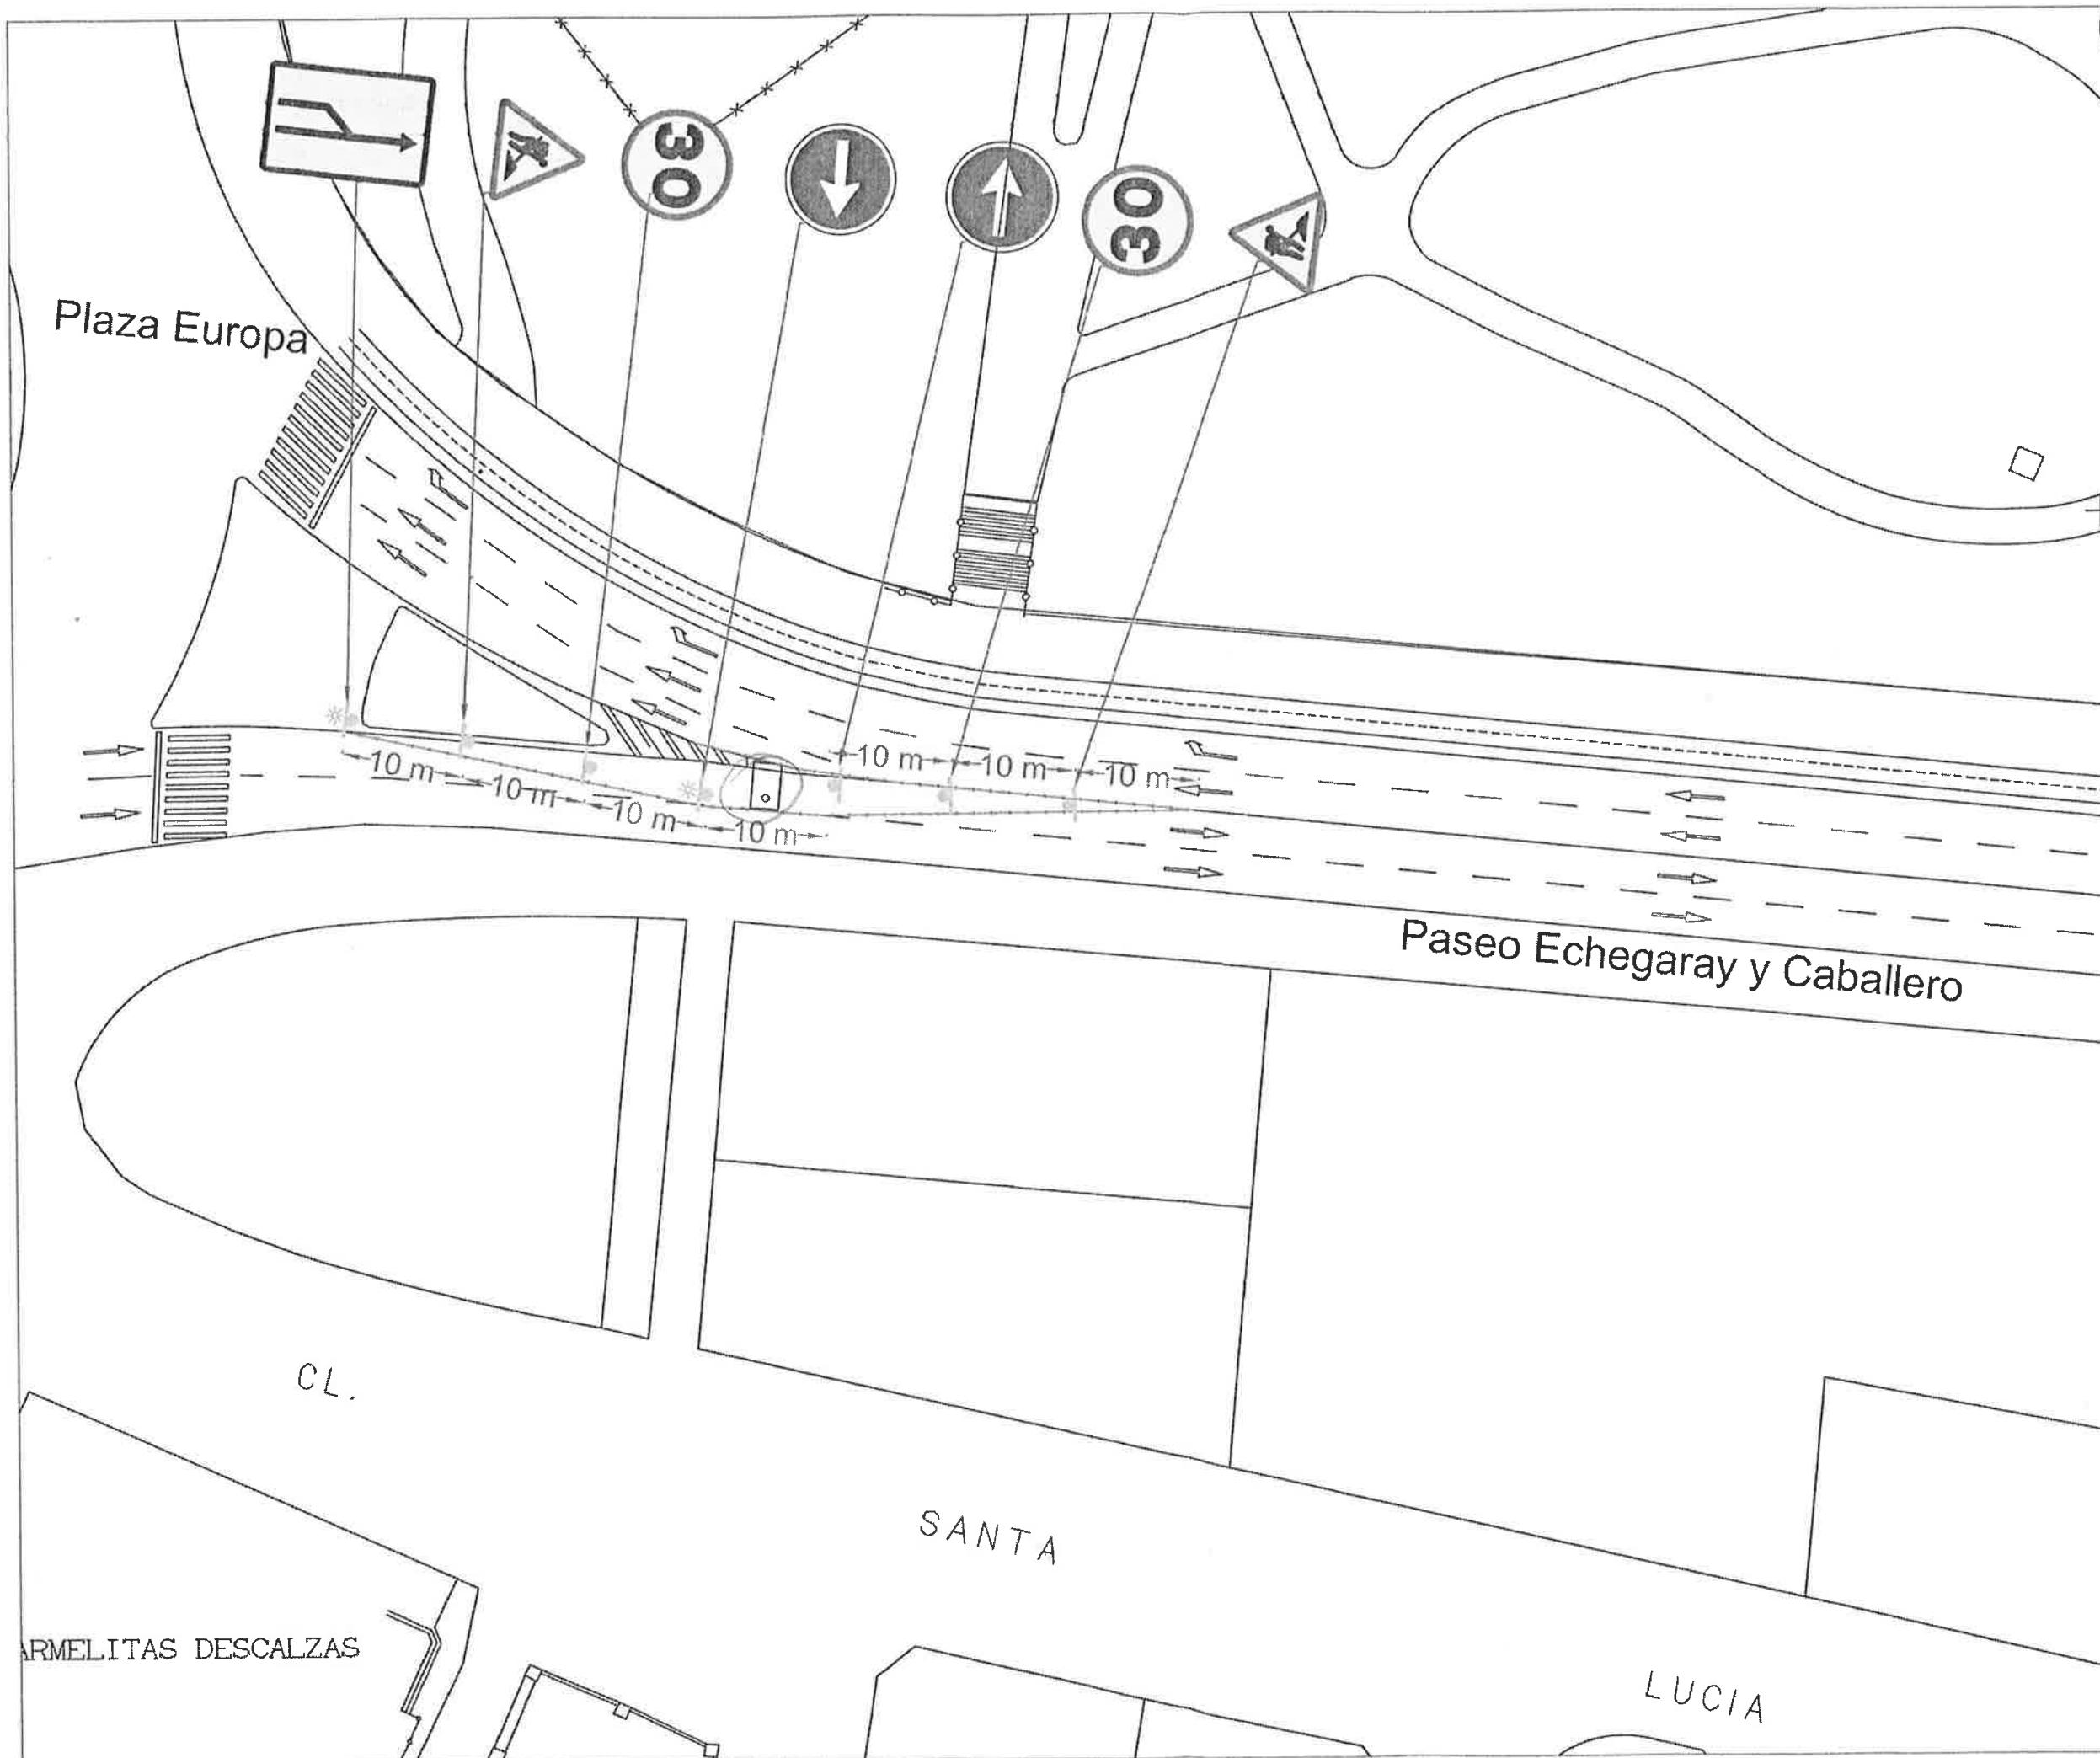 30
30
Plaza Europa
10 m
10 m
10 m
10 m
10 m
10 m
10 m
Paseo Echegaray y Caballero
CL.
SANTA
LUCIA
ARMELITAS DESCALZAS